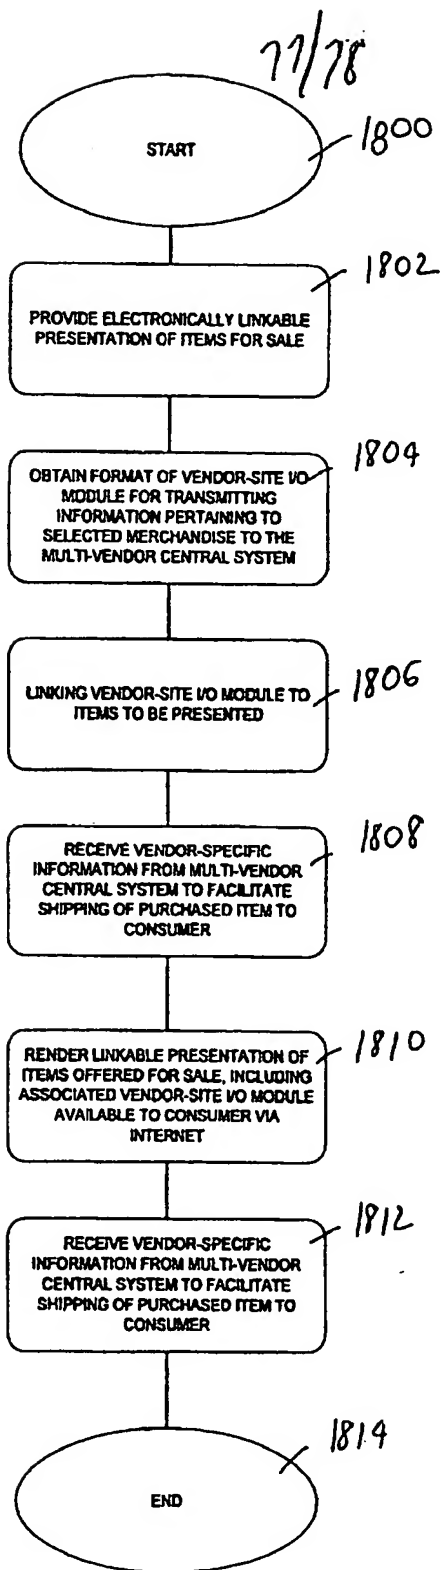 77/78
START
1800
1802
PROVIDE ELECTRONICALLY LINKABLE
PRESENTATION OF ITEMS FOR SALE
1804
OBTAIN FORMAT OF VENDOR-SITE I/O
MODULE FOR TRANSMITTING
INFORMATION PERTAINING TO
SELECTED MERCHANDISE TO THE
MULTI-VENDOR CENTRAL SYSTEM
1806
LINKING VENDOR-SITE I/O MODULE TO
ITEMS TO BE PRESENTED
1808
RECEIVE VENDOR-SPECIFIC
INFORMATION FROM MULTI-VENDOR
CENTRAL SYSTEM TO FACILITATE
SHIPPING OF PURCHASED ITEM TO
CONSUMER
1810
RENDER LINKABLE PRESENTATION OF
ITEMS OFFERED FOR SALE, INCLUDING
ASSOCIATED VENDOR-SITE I/O MODULE
AVAILABLE TO CONSUMER VIA
INTERNET
1812
RECEIVE VENDOR-SPECIFIC
INFORMATION FROM MULTI-VENDOR
CENTRAL SYSTEM TO FACILITATE
SHIPPING OF PURCHASED ITEM TO
CONSUMER
1814
END